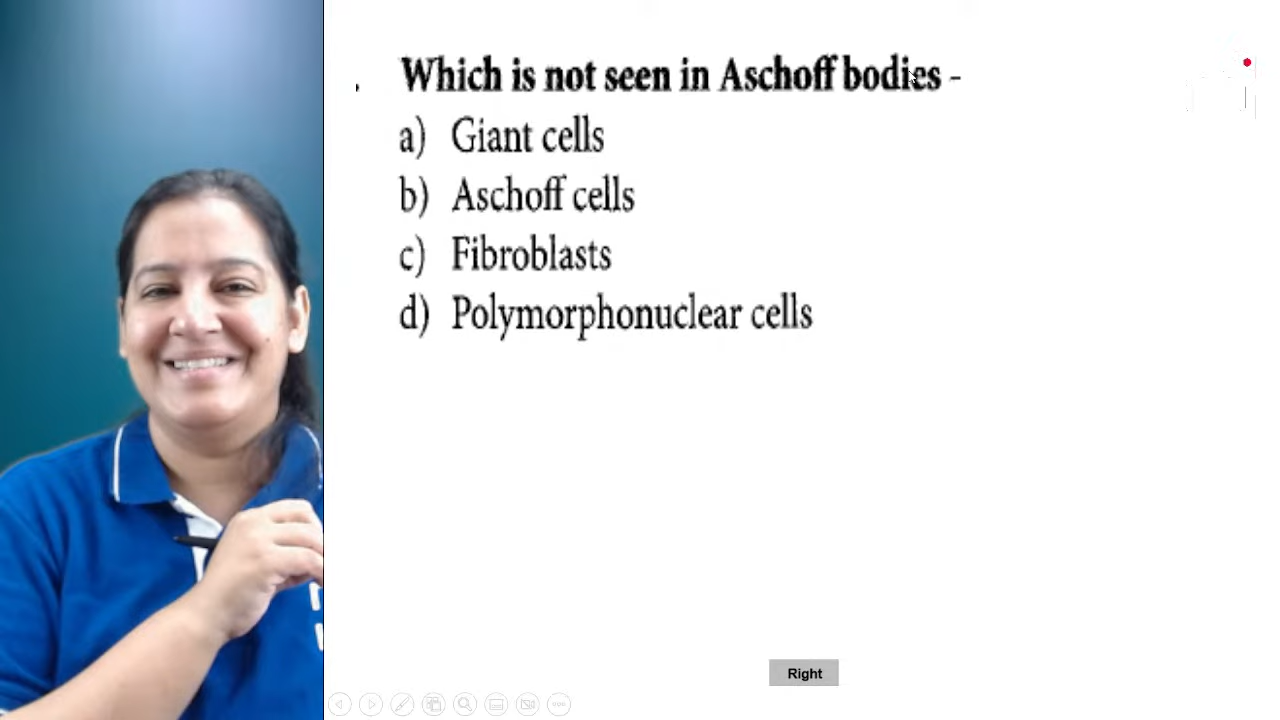 . Which is not seen in Aschoff bodies -
a) Giant cells
b) Aschoff cells
c) Fibroblasts
d) Polymorphonuclear cells
Right